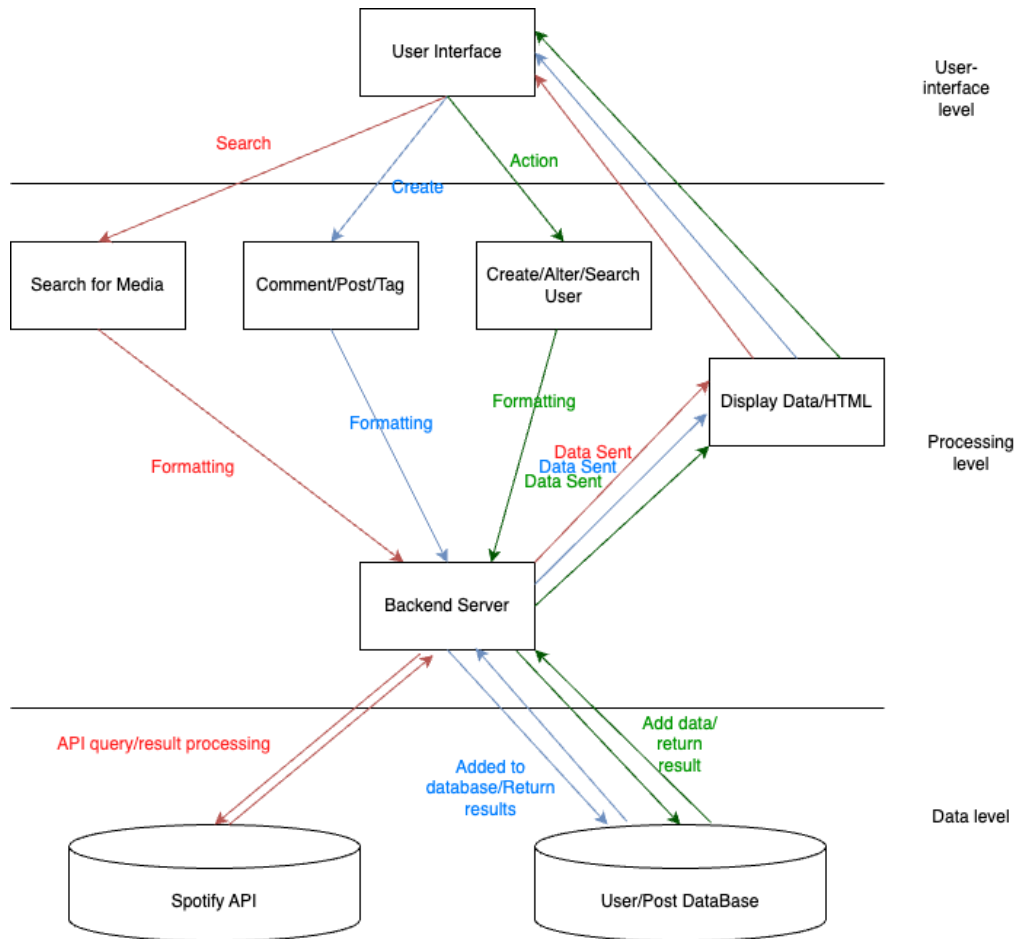 User Interface
User-
interface
level
Search
Action
Create
Search for Media
Comment/Post/Tag
Create/Alter/Search
User
Display Data/HTML
Formatting
Formatting
Formatting
Processing
level
Data Sent
Data Sent
Data Sent
Backend Server
API query/result processing
Add data/
return
result
Added to
database/Return
results
Data level
Spotify API
User/Post DataBase